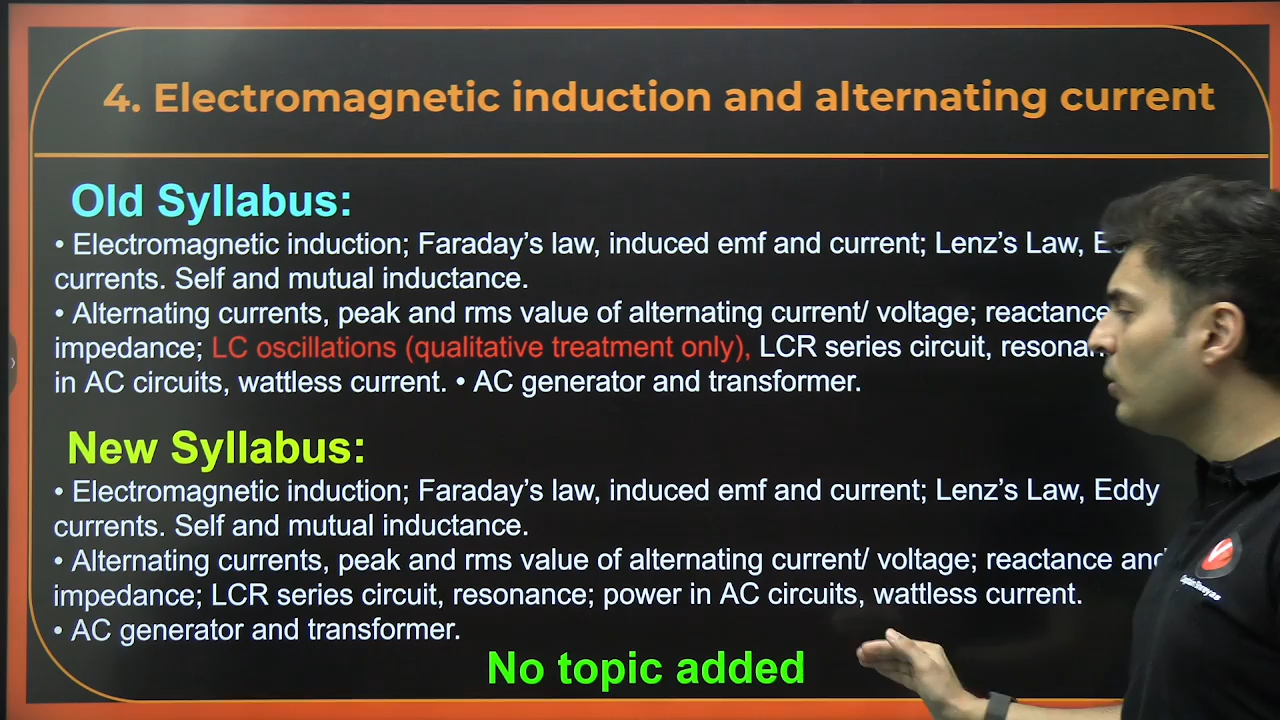 4. Electromagnetic induction and alternating current
Old Syllabus:
• Electromagnetic induction; Faraday's law, induced emf and current; Lenz's Law,
currents. Self and mutual inductance.
• Alternating currents, peak and rms value of alternating current/ voltage; reactance
impedance; LC oscillations (qualitative treatment only), LCR series circuit,
in AC circuits, wattless current. • AC generator and transformer.
New Syllabus:
• Electromagnetic induction; Faraday's law, induced emf and current; Lenz's Law, Eddy
currents. Self and mutual inductance.
• Alternating currents, peak and rms value of alternating current/ voltage; reactance and
impedance; LCR series circuit, resonance; power in AC circuits, wattless current.
• AC generator and transformer.
No topic added